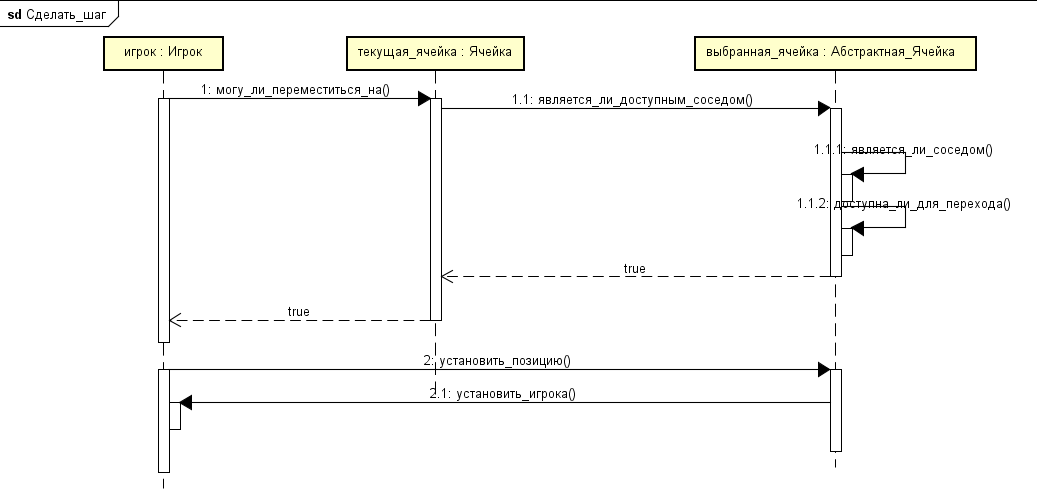 sd Сделать_шаг
игрок : Игрок
текущая_ячейка : Ячейка
выбранная_ячейка : Абстрактная_Ячейка
1: могу_ли_переместиться_на()
1.1: является_ли_доступным_соседом()
1.1.1: является_ли_соседом()
1.1.2: доступна_ли_для_перехода()
true
true
2: установить_позицию()
2.1: установить_игрока()